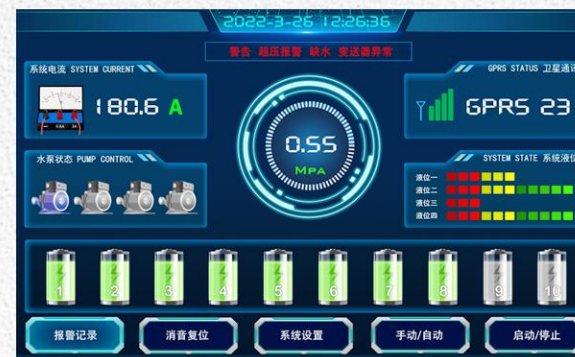 2022-3-26 12:26:36
警告 超压报警 缺水 变送器异常
系统电流 SYSTEM CURRENT
180.6 A
GPRS STATUS 卫星通讯
GPRS 23
0.55
MPA
水泵状态 PUMP CONTROL
SYSTEM STATE 系统液位
液位一
液位二
液位三
液位四
1 2 3 4 5 6 7 8 9 10
报警记录 消音复位 系统设置 手动/自动 启动/停止